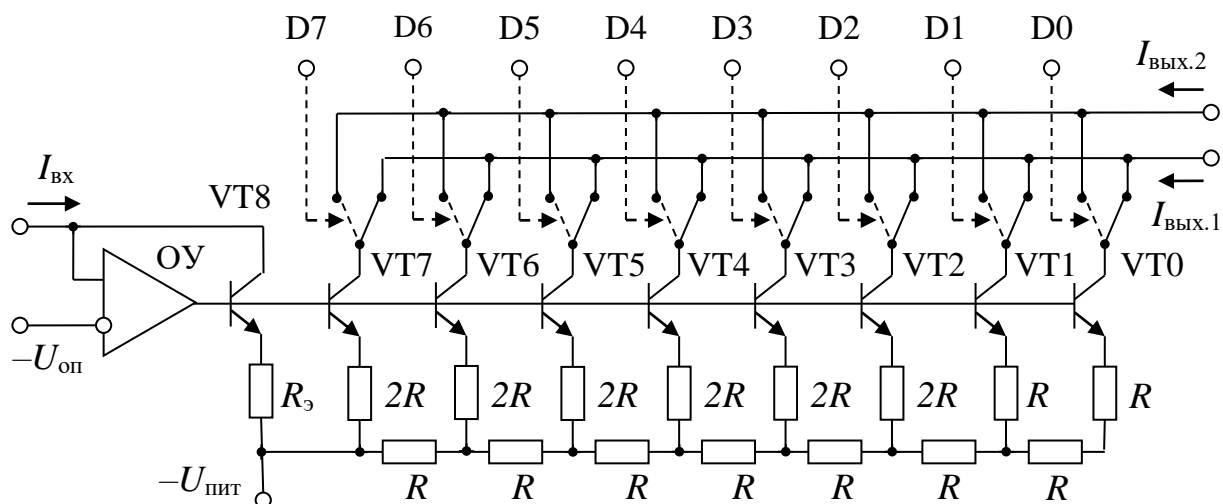 D7 D6 D5 D4 D3 D2 D1 D0
Iвых.2
Iвх
VT8
Iвых.1
ОУ
VT7 VT6 VT5 VT4 VT3 VT2 VT1 VT0
–Uоп
Rэ 2R 2R 2R 2R 2R 2R R R
–Uпит
R R R R R R R